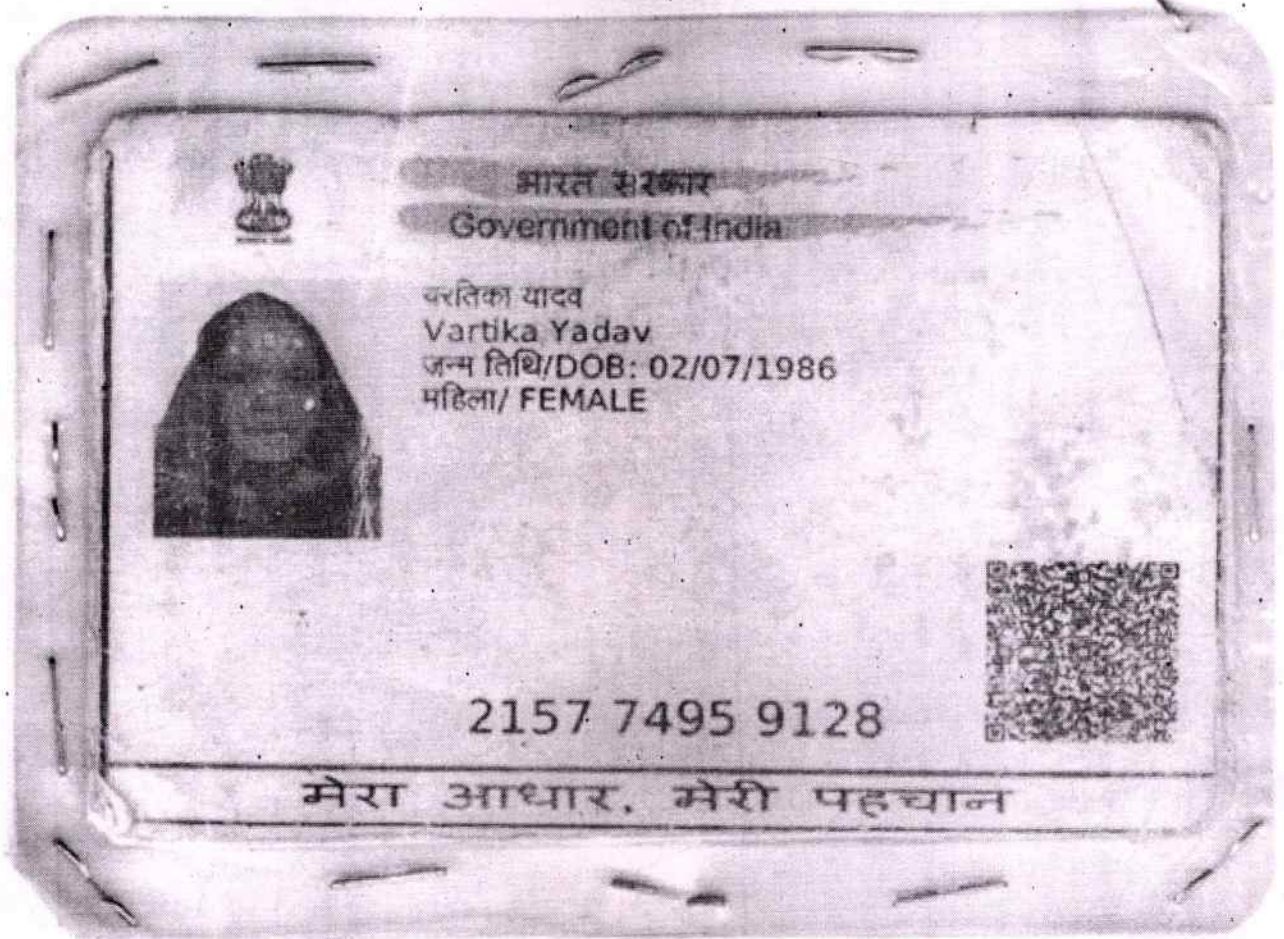 भारत सरकार
Government of India
वरतिका यादव
Vartika Yadav
जन्म तिथि/DOB: 02/07/1986
महिला/ FEMALE
2157 7495 9128
मेरा आधार, मेरी पहचान